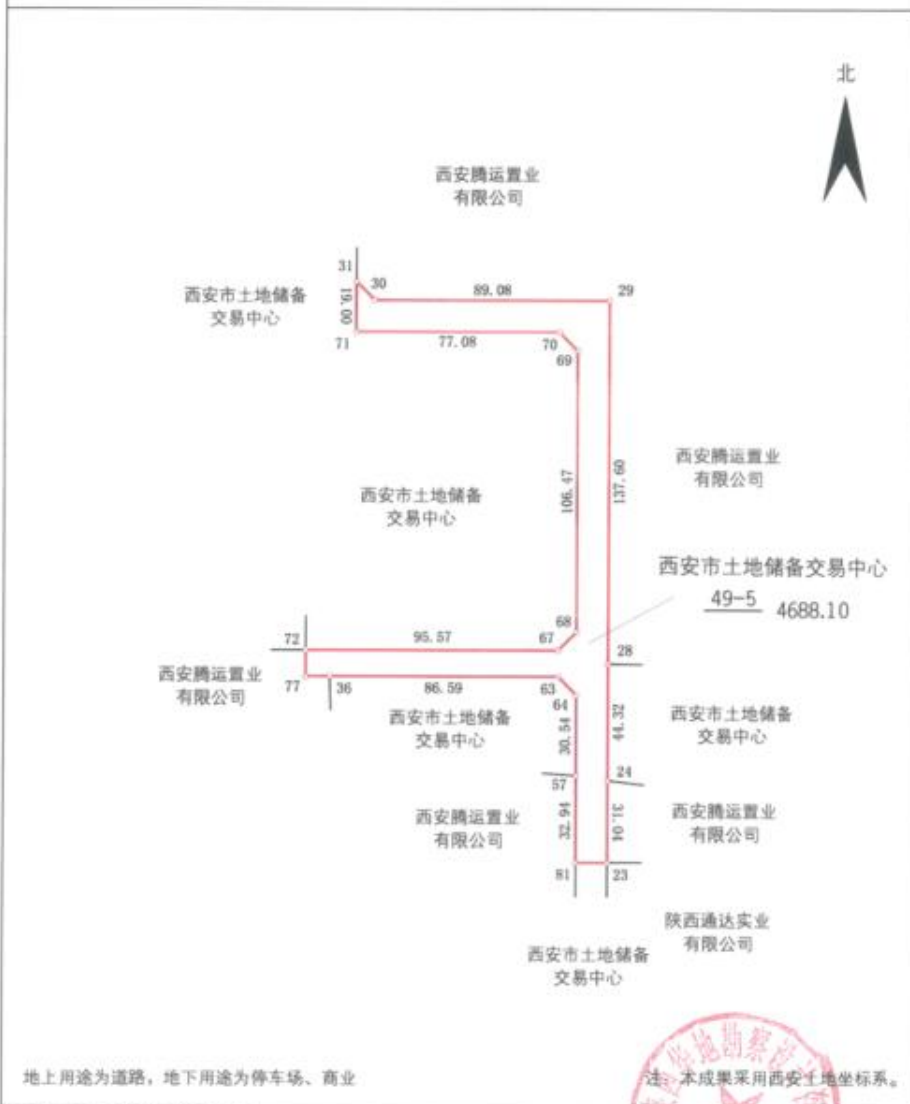 北
西安腾运置业
有限公司
31
30
89.08
29
西安市土地储备
交易中心
19.00
71
77.08
70
69
西安腾运置业
有限公司
106.47
137.60
西安市土地储备
交易中心
西安市土地储备交易中心
49-5 4688.10
68
72
95.57
67
28
西安腾运置业
有限公司
77
36
86.59
63
64
西安市土地储备
交易中心
30.54
44.32
西安市土地储备
交易中心
57
24
西安腾运置业
有限公司
32.94
31.04
西安腾运置业
有限公司
81
23
陕西通达实业
有限公司
西安市土地储备
交易中心
地上用途为道路，地下用途为停车场、商业
注：本成果采用西安土地坐标系。
华地勘察设